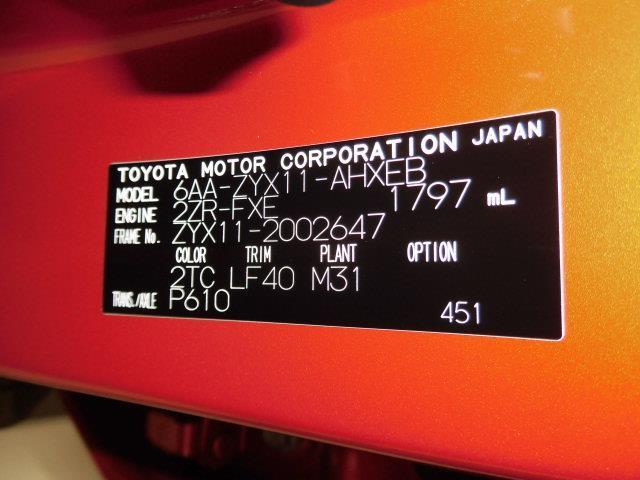 TOYOTA MOTOR CORPORATION JAPAN
MODEL 6AA-ZYX11-AHXEB
ENGINE 2ZR-FXE 1797 mL
FRAME No. ZYX11-2002647
COLOR TRIM PLANT OPTION
2TC LF40 M31
TRANS./AXLE P610
451